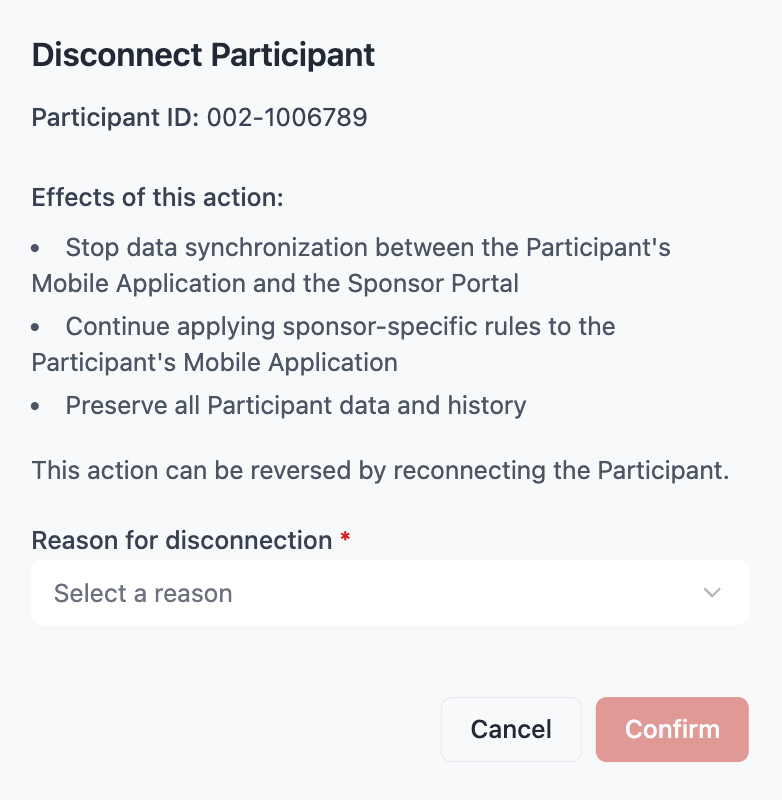 Disconnect Participant
Participant ID: 002-1006789
Effects of this action:
• Stop data synchronization between the Participant's
Mobile Application and the Sponsor Portal
• Continue applying sponsor-specific rules to the
Participant's Mobile Application
• Preserve all Participant data and history
This action can be reversed by reconnecting the Participant.
Reason for disconnection *
Select a reason
Cancel
Confirm